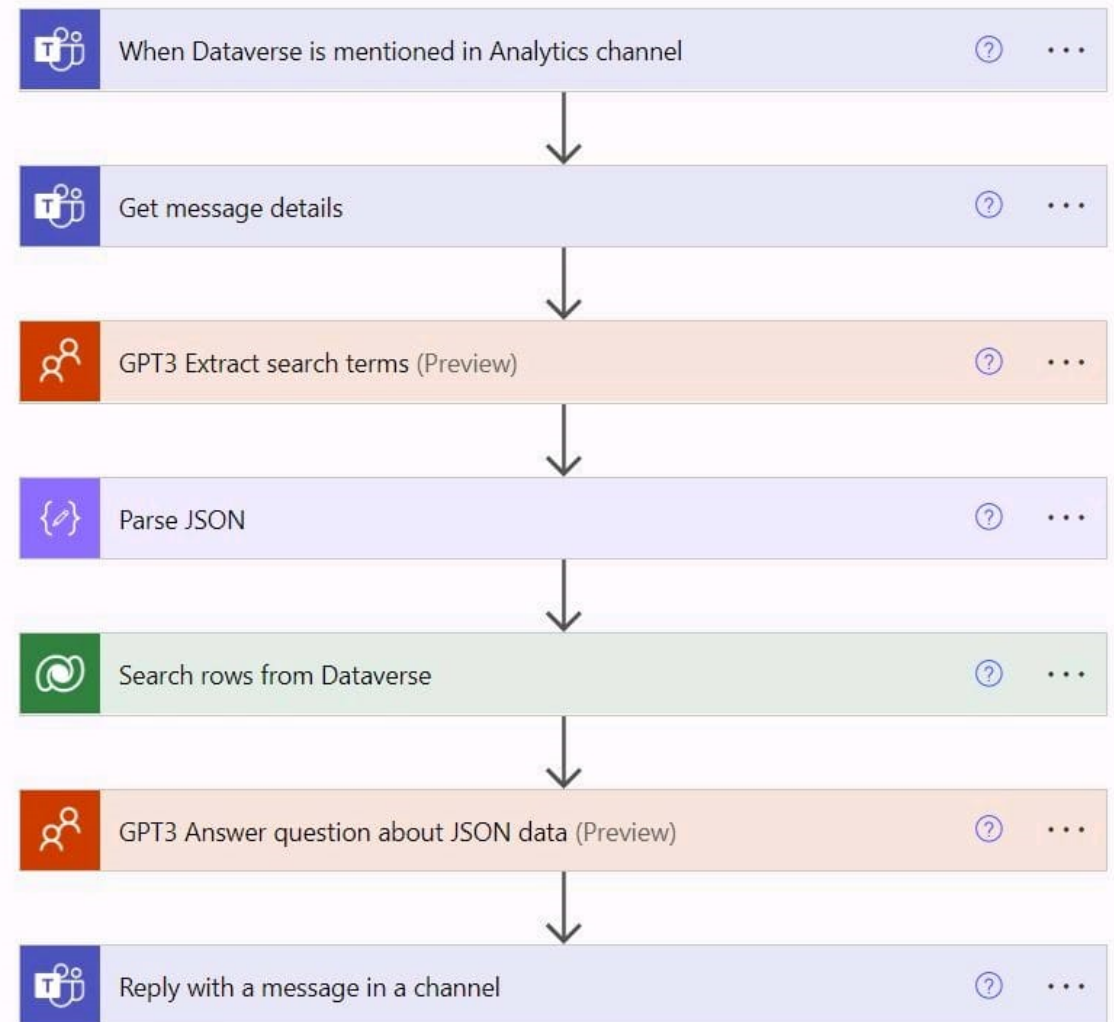 When Dataverse is mentioned in Analytics channel
Get message details
GPT3 Extract search terms (Preview)
Parse JSON
Search rows from Dataverse
GPT3 Answer question about JSON data (Preview)
Reply with a message in a channel